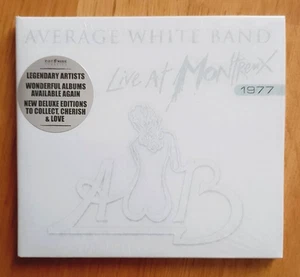 AVERAGE WHITE BAND
LEGENDARY ARTISTS
WONDERFUL ALBUMS
AVAILABLE AGAIN
NEW DELUXE EDITIONS
TO COLLECT, CHERISH
& LOVE
Live At Montreux
1977
AWB